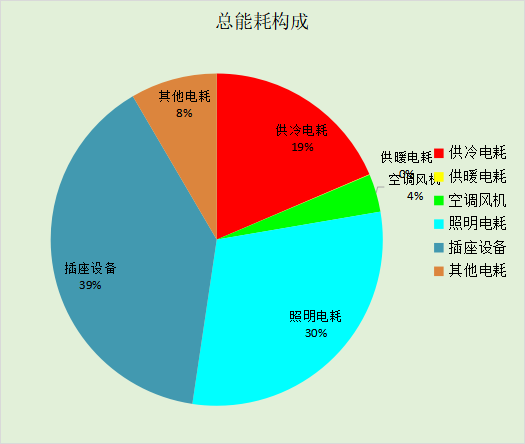 总能耗构成
其他电耗
8%
供冷电耗
19%
供暖电耗
0%
空调风机
4%
照明电耗
30%
插座设备
39%
供冷电耗
供暖电耗
空调风机
照明电耗
插座设备
其他电耗